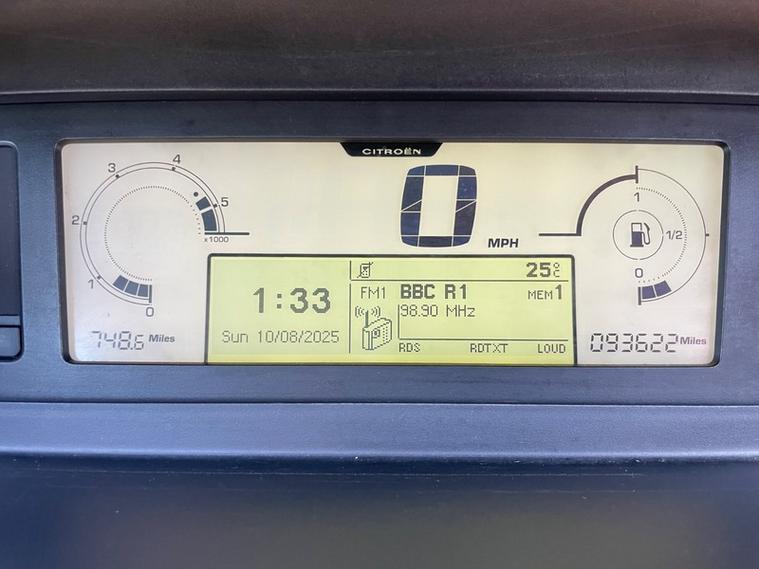 CITROËN
4
3
5
x1000
2
1
0
0 MPH
1
1/2
0
25°C
1:33
FM1 BBC R1 MEM1
98.90 MHz
Sun 10/08/2025
RDS RDTXT LOUD
748.6 Miles
093622 Miles